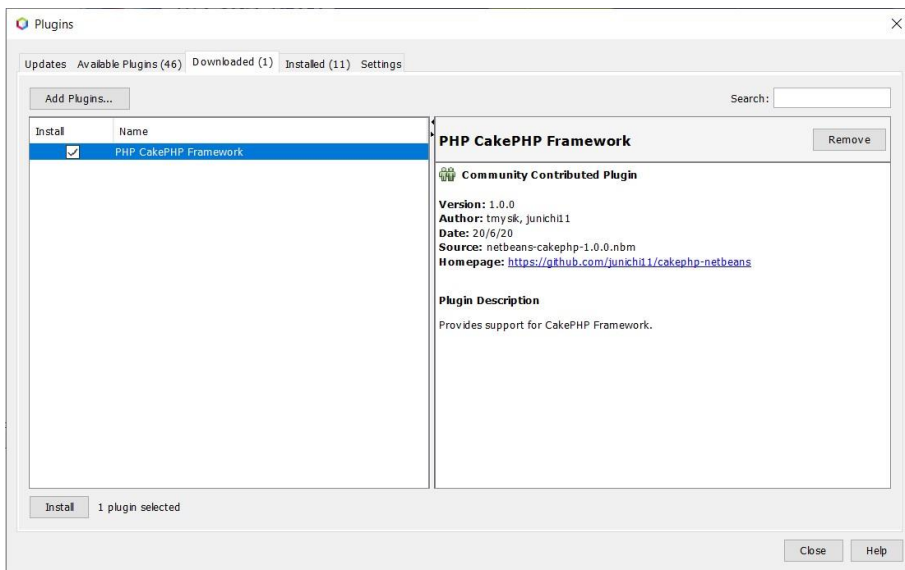 Plugins
Updates Available Plugins (46) Downloaded (1) Installed (11) Settings
Add Plugins... Search:
Install Name
PHP CakePHP Framework
PHP CakePHP Framework Remove
Community Contributed Plugin
Version: 1.0.0
Author: tmysik, junichi11
Date: 20/6/20
Source: netbeans-cakephp-1.0.0.nbm
Homepage: https://github.com/junichi11/cakephp-netbeans
Plugin Description
Provides support for CakePHP Framework.
Install 1 plugin selected
Close Help